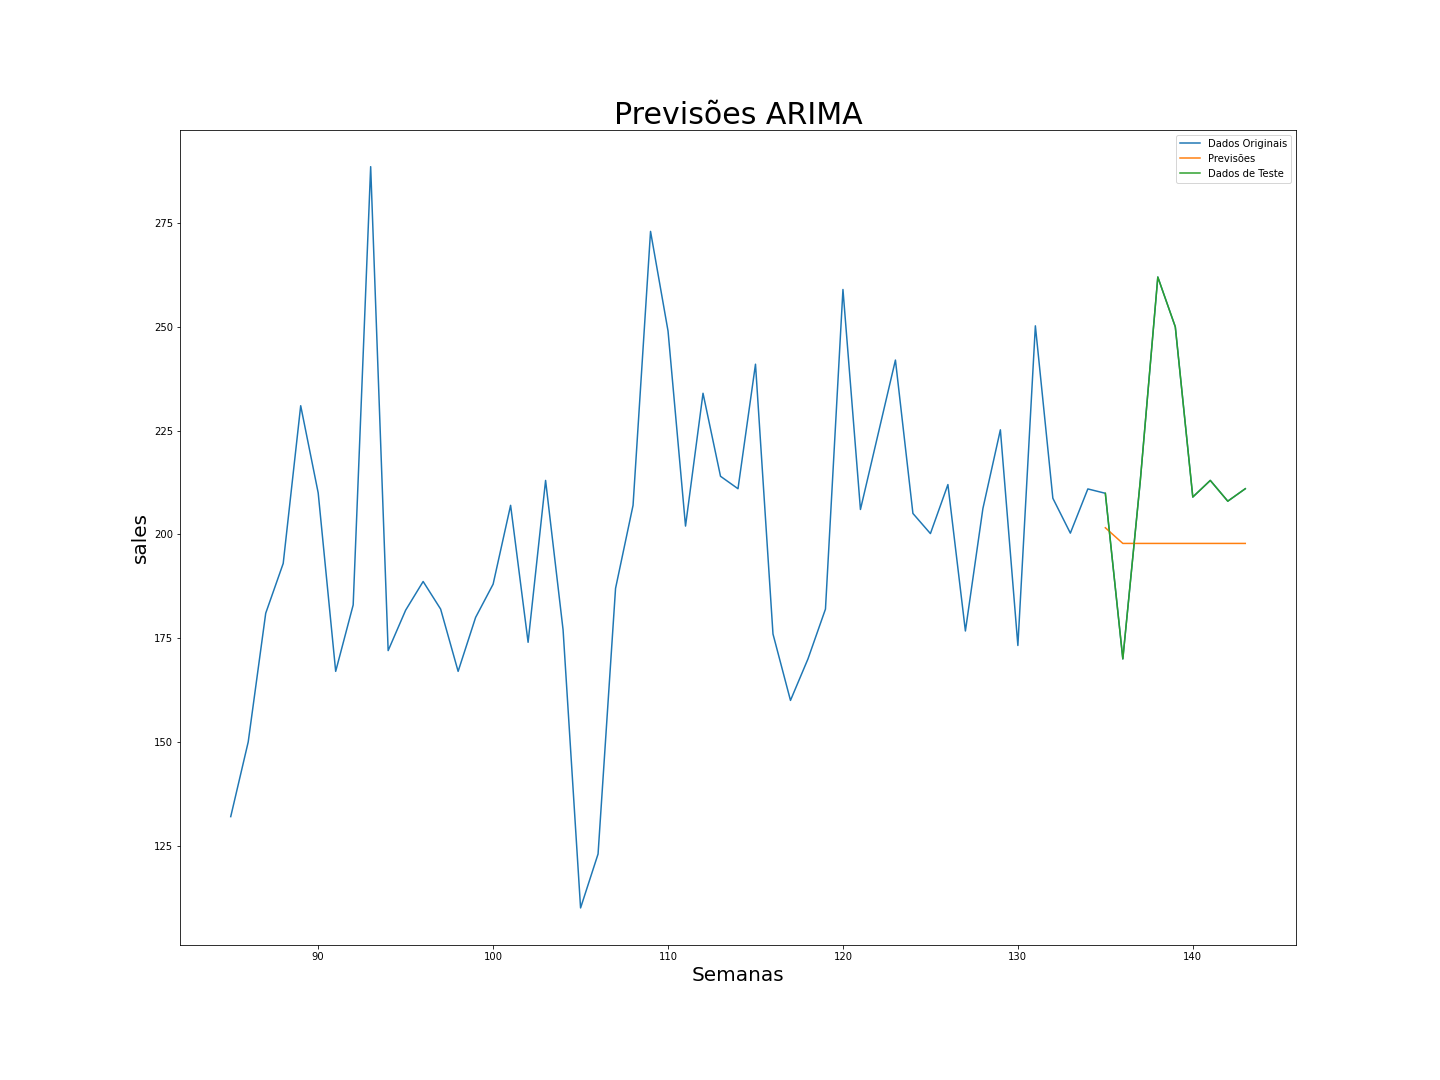 Previsões ARIMA
Dados Originais
Previsões
Dados de Teste
275
250
225
200
175
150
125
sales
90 100 110 120 130 140
Semanas